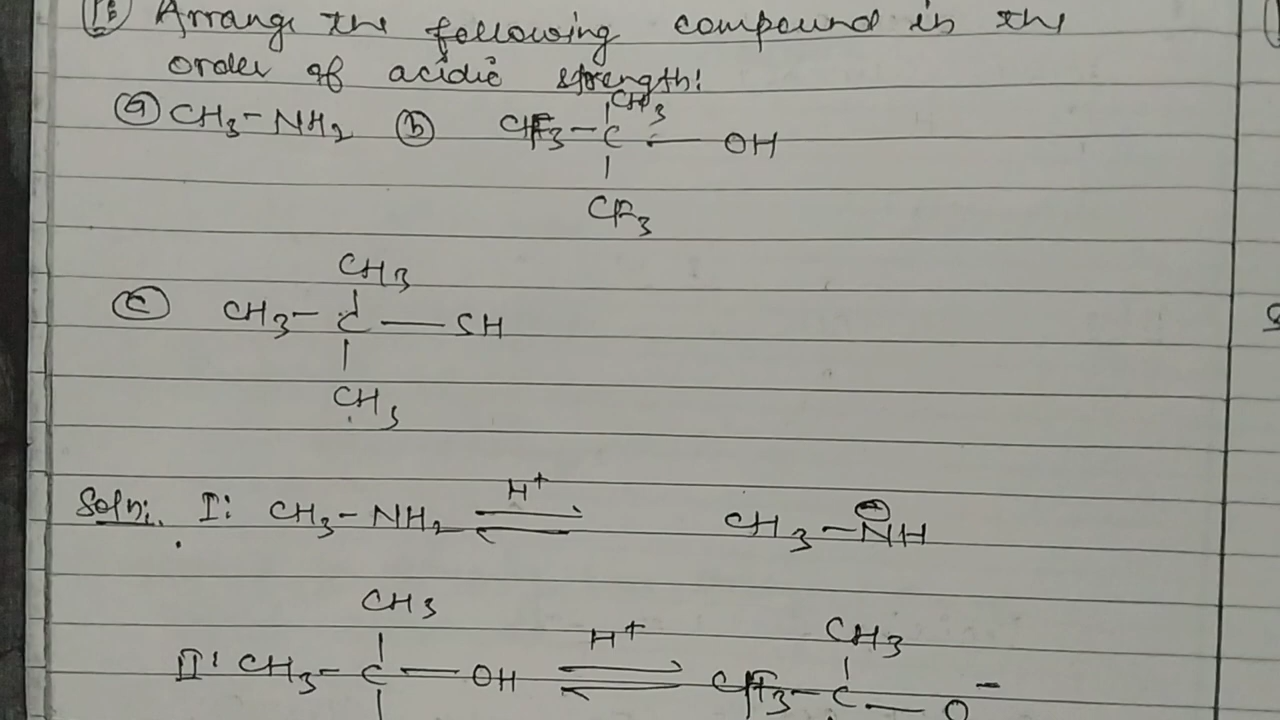 Arrange the following compound in the
order of acidic strength:
(a) CH3-NH2 (b) CF3-C-OH
CH3
CF3
CH3
(c) CH3-C-SH
CH3
Soln: I: CH3-NH2 H+ CH3-NH
CH3 CH3
II: CH3-C-OH H+ CF3-C-O-